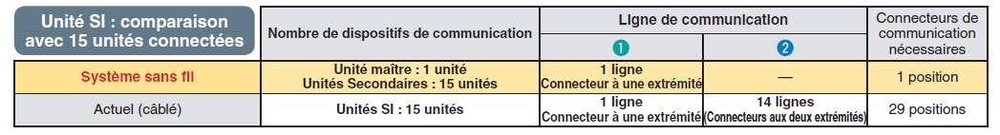 Unité SI : comparaison
avec 15 unités connectées
Nombre de dispositifs de communication
Ligne de communication
1
2
Connecteurs de
communication
nécessaires
Système sans fil
Unité maître : 1 unité
Unités Secondaires : 15 unités
1 ligne
Connecteur à une extrémité
—
1 position
Actuel (câblé)
Unités SI : 15 unités
1 ligne
Connecteur à une extrémité
14 lignes
(Connecteurs aux deux extrémités)
29 positions